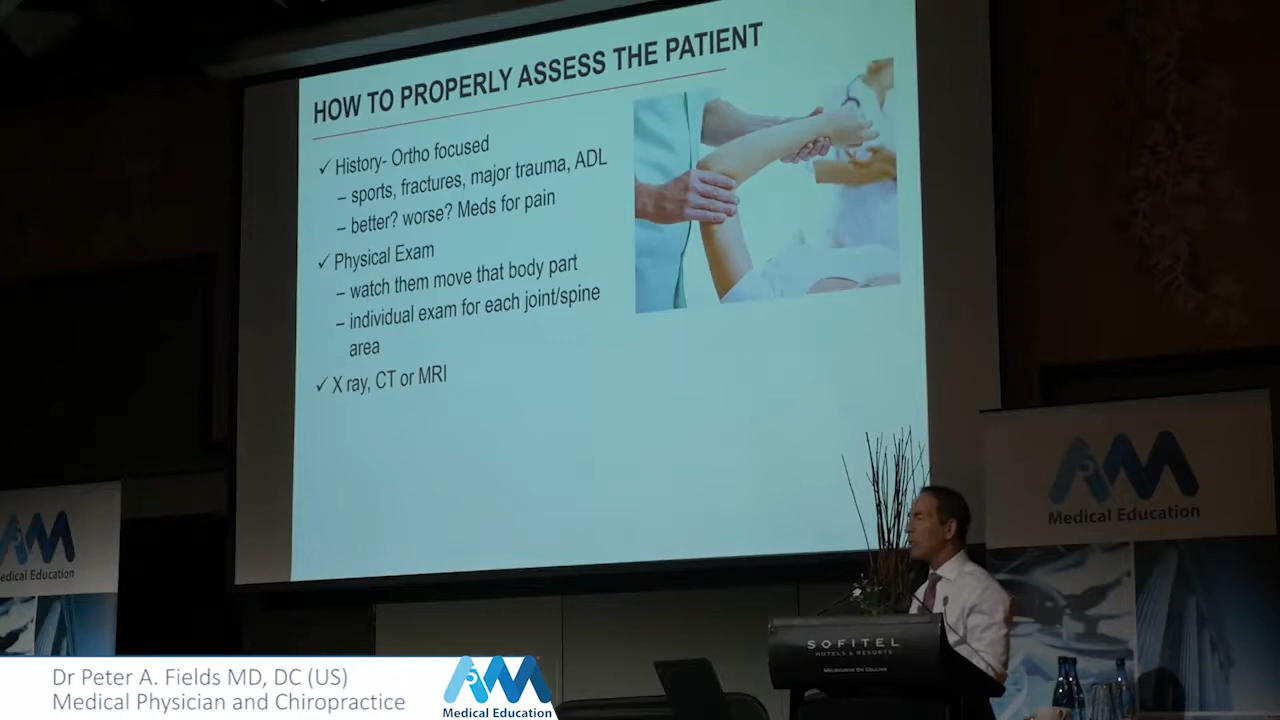 HOW TO PROPERLY ASSESS THE PATIENT
✓ History- Ortho focused
– sports, fractures, major trauma, ADL
– better? worse? Meds for pain
✓ Physical Exam
– watch them move that body part
– individual exam for each joint/spine
area
✓ X ray, CT or MRI
AM
Medical Education
AM
edical Education
SOFITEL
HOTELS & RESORTS
MELBOURNE ON COLLINS
Dr Peter A. Fields MD, DC (US)
Medical Physician and Chiropractice
AM
Medical Education